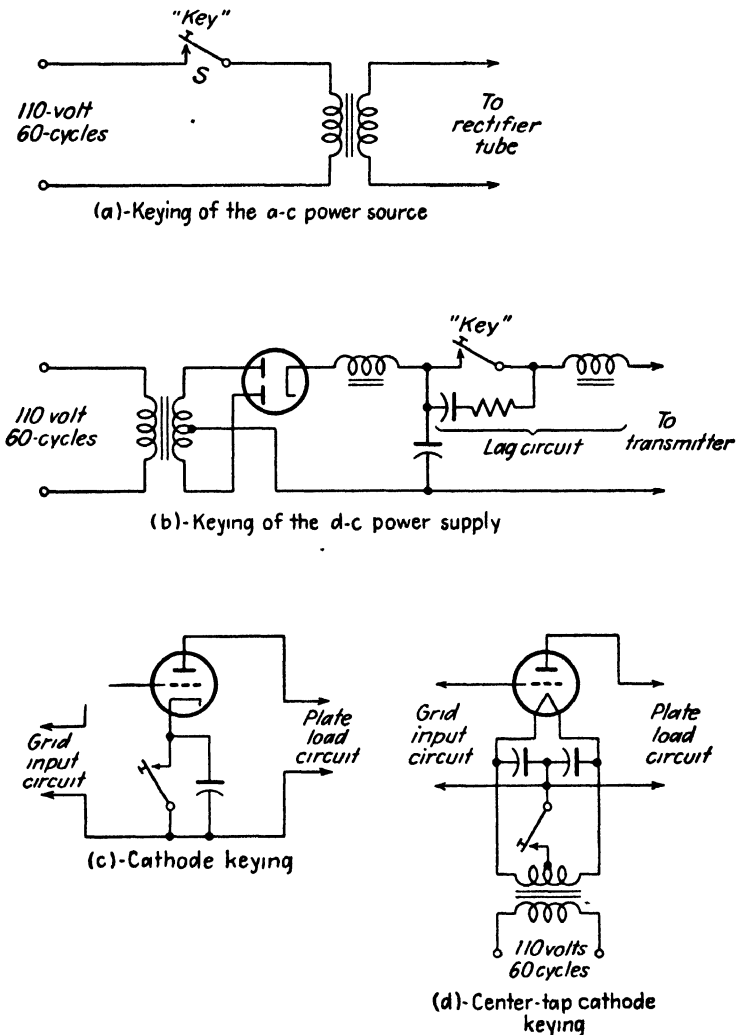 "Key"
S
110-volt
60-cycles
To
rectifier
tube
(a)-Keying of the a-c power source
"Key"
110 volt
60-cycles
Lag circuit
To
transmitter
(b)-Keying of the d-c power supply
Grid
input
circuit
Plate
load
circuit
(c)-Cathode keying
Grid
input
circuit
Plate
load
circuit
110 volts
60 cycles
(d)-Center-tap cathode
keying